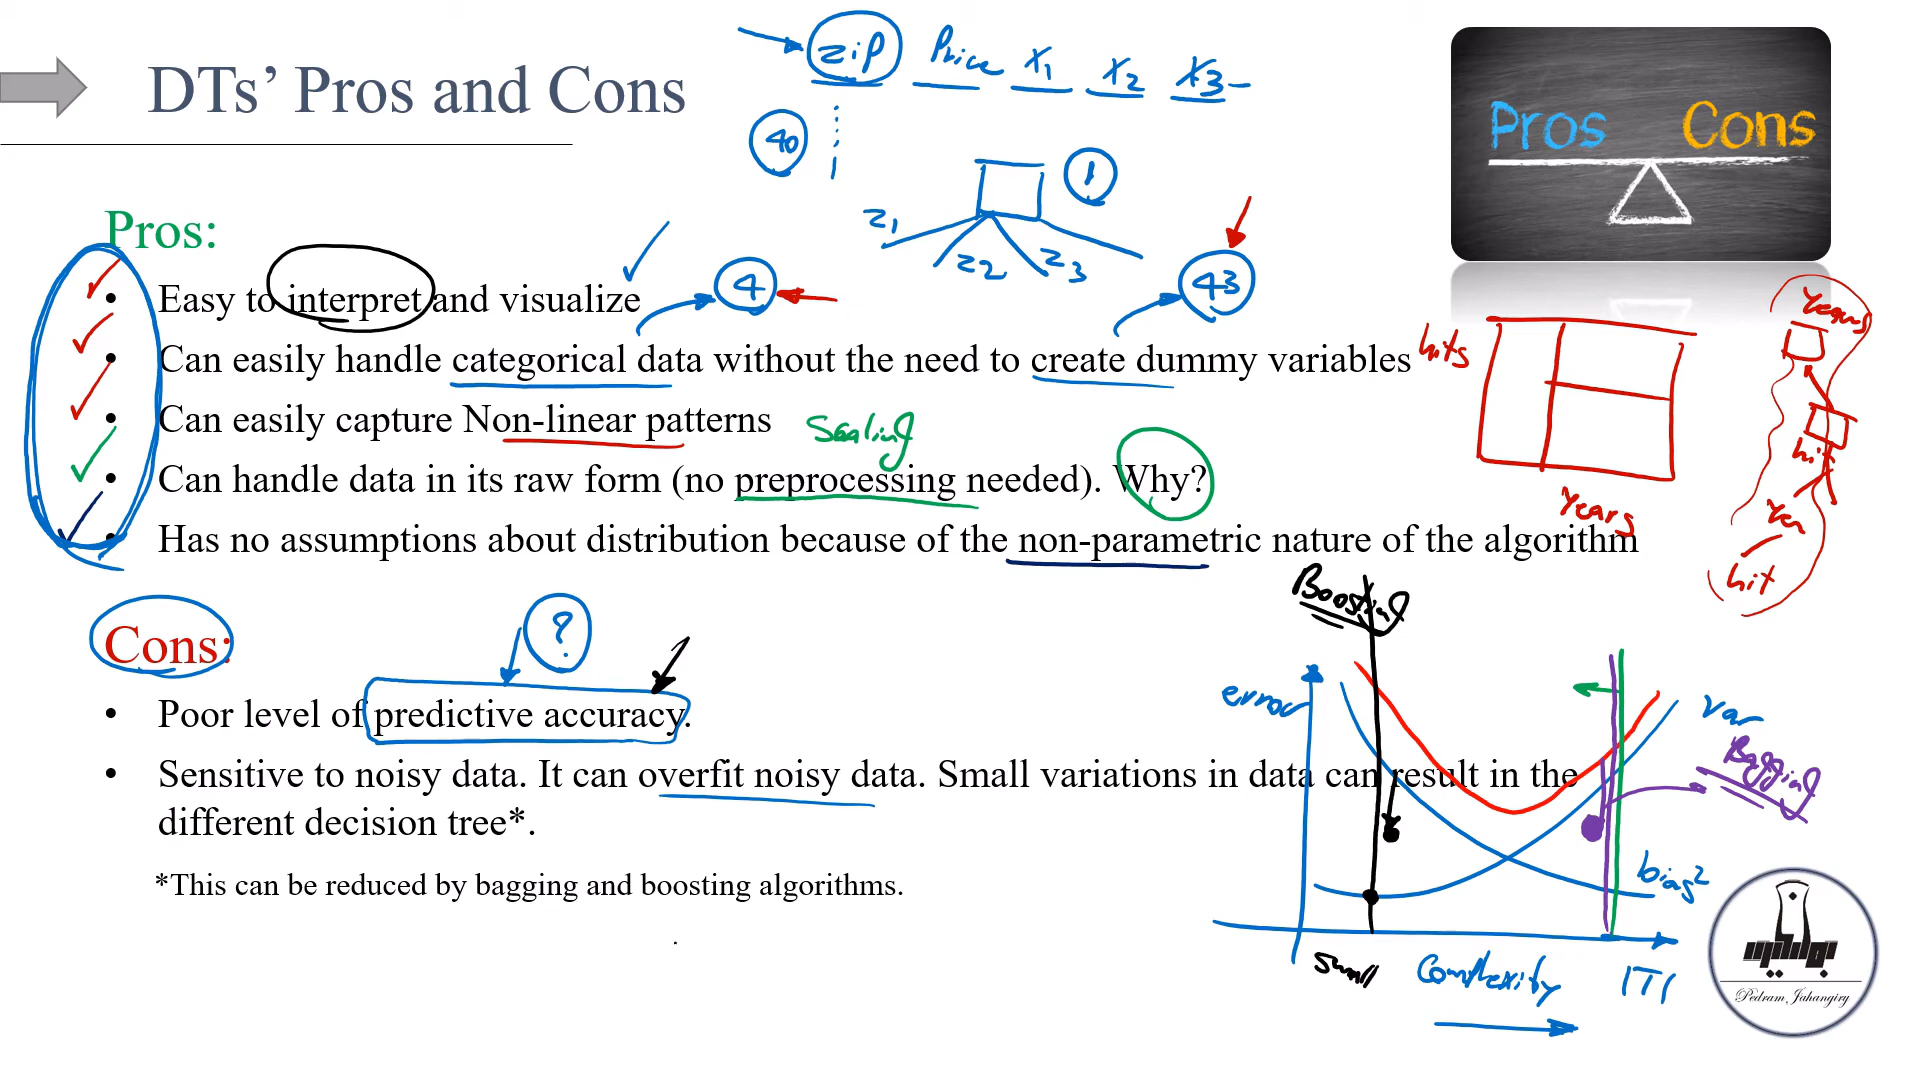 DTs’ Pros and Cons
zip Price X1 X2 X3
40
1
Z1 Z2 Z3
Pros Cons
Pros:
• Easy to interpret and visualize
4
43
• Can easily handle categorical data without the need to create dummy variables
• Can easily capture Non-linear patterns
Scaling
• Can handle data in its raw form (no preprocessing needed). Why?
• Has no assumptions about distribution because of the non-parametric nature of the algorithm
hits
Years
Years
hit
hit
Cons:
?
• Poor level of predictive accuracy.
• Sensitive to noisy data. It can overfit noisy data. Small variations in data can result in the
different decision tree*.
*This can be reduced by bagging and boosting algorithms.
Boosting
error
var
Bagging
bias²
small
Complexity
|T|
Pedram Jahangiry